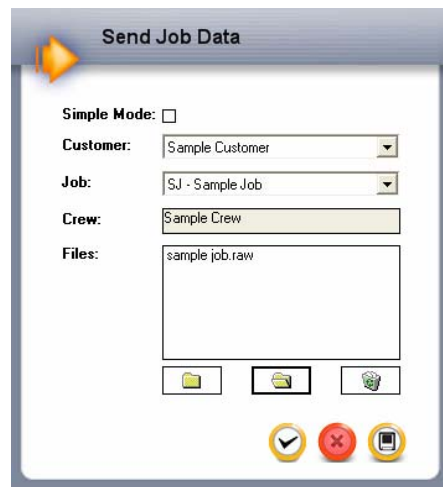 Send Job Data
Simple Mode:
Customer: Sample Customer
Job: SJ - Sample Job
Crew: Sample Crew
Files: sample job.raw